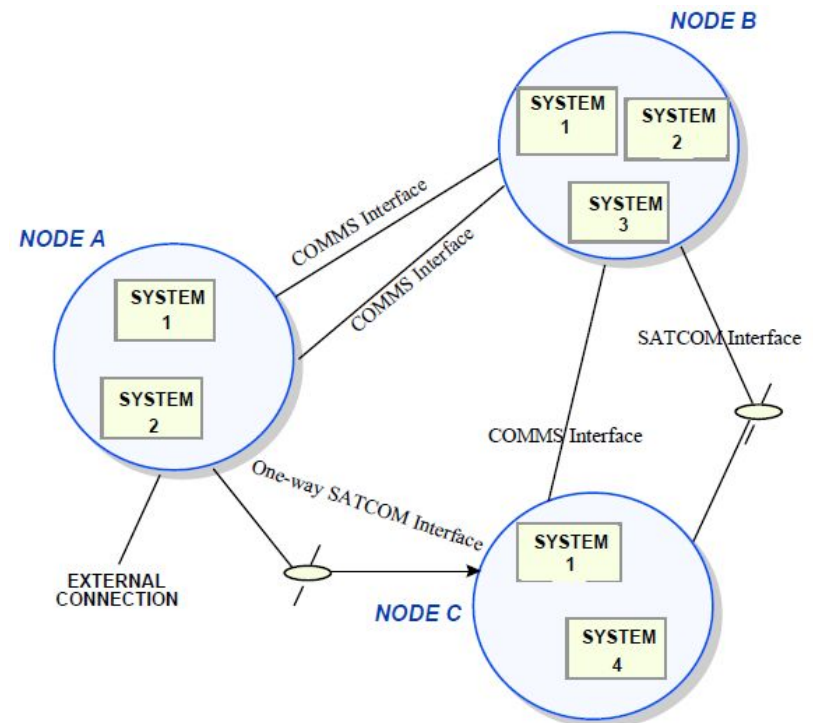 NODE B
SYSTEM
1
SYSTEM
2
SYSTEM
3
COMMS Interface
COMMS Interface
NODE A
SYSTEM
1
SYSTEM
2
SATCOM Interface
COMMS Interface
One-way SATCOM Interface
EXTERNAL
CONNECTION
NODE C
SYSTEM
1
SYSTEM
4